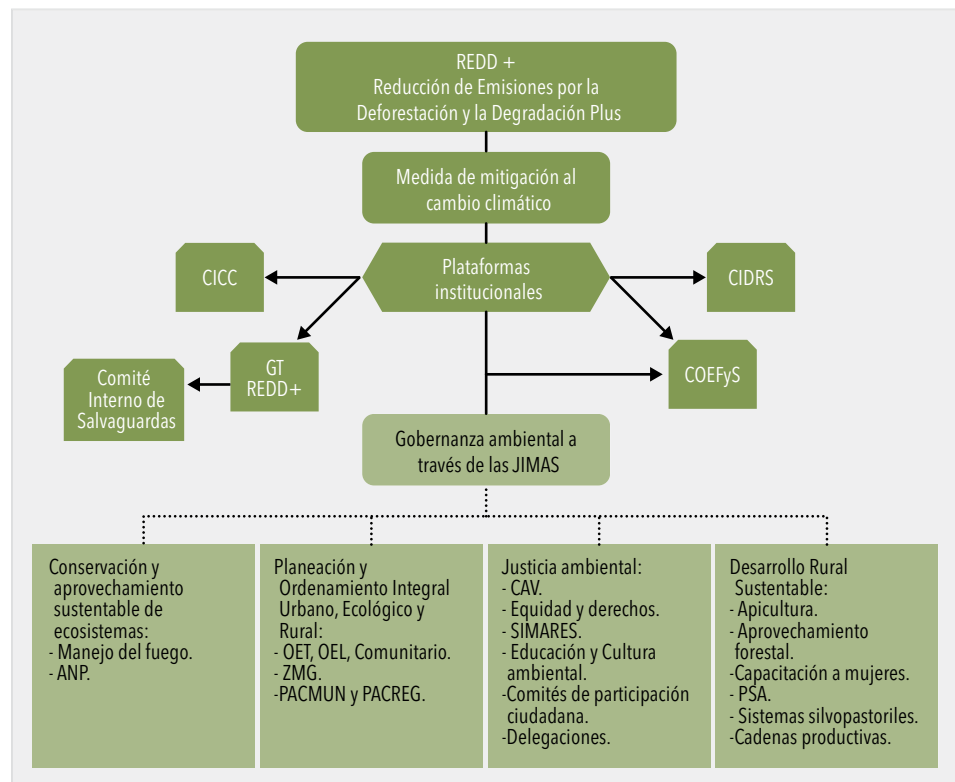 REDD +
Reducción de Emisiones por la
Deforestación y la Degradación Plus
Medida de mitigación al
cambio climático
Plataformas
institucionales
CICC
CIDRS
GT
REDD+
COEFyS
Comité
Interno de
Salvaguardas
Gobernanza ambiental a
través de las JIMAS
Conservación y
aprovechamiento
sustentable de
ecosistemas:
- Manejo del fuego.
- ANP.
Planeación y
Ordenamiento Integral
Urbano, Ecológico y
Rural:
- OET, OEL, Comunitario.
- ZMG.
-PACMUN y PACREG.
Justicia ambiental:
- CAV.
- Equidad y derechos.
- SIMARES.
- Educación y Cultura
ambiental.
-Comités de participación
ciudadana.
-Delegaciones.
Desarrollo Rural
Sustentable:
- Apicultura.
- Aprovechamiento
forestal.
-Capacitación a mujeres.
- PSA.
- Sistemas silvopastoriles.
-Cadenas productivas.